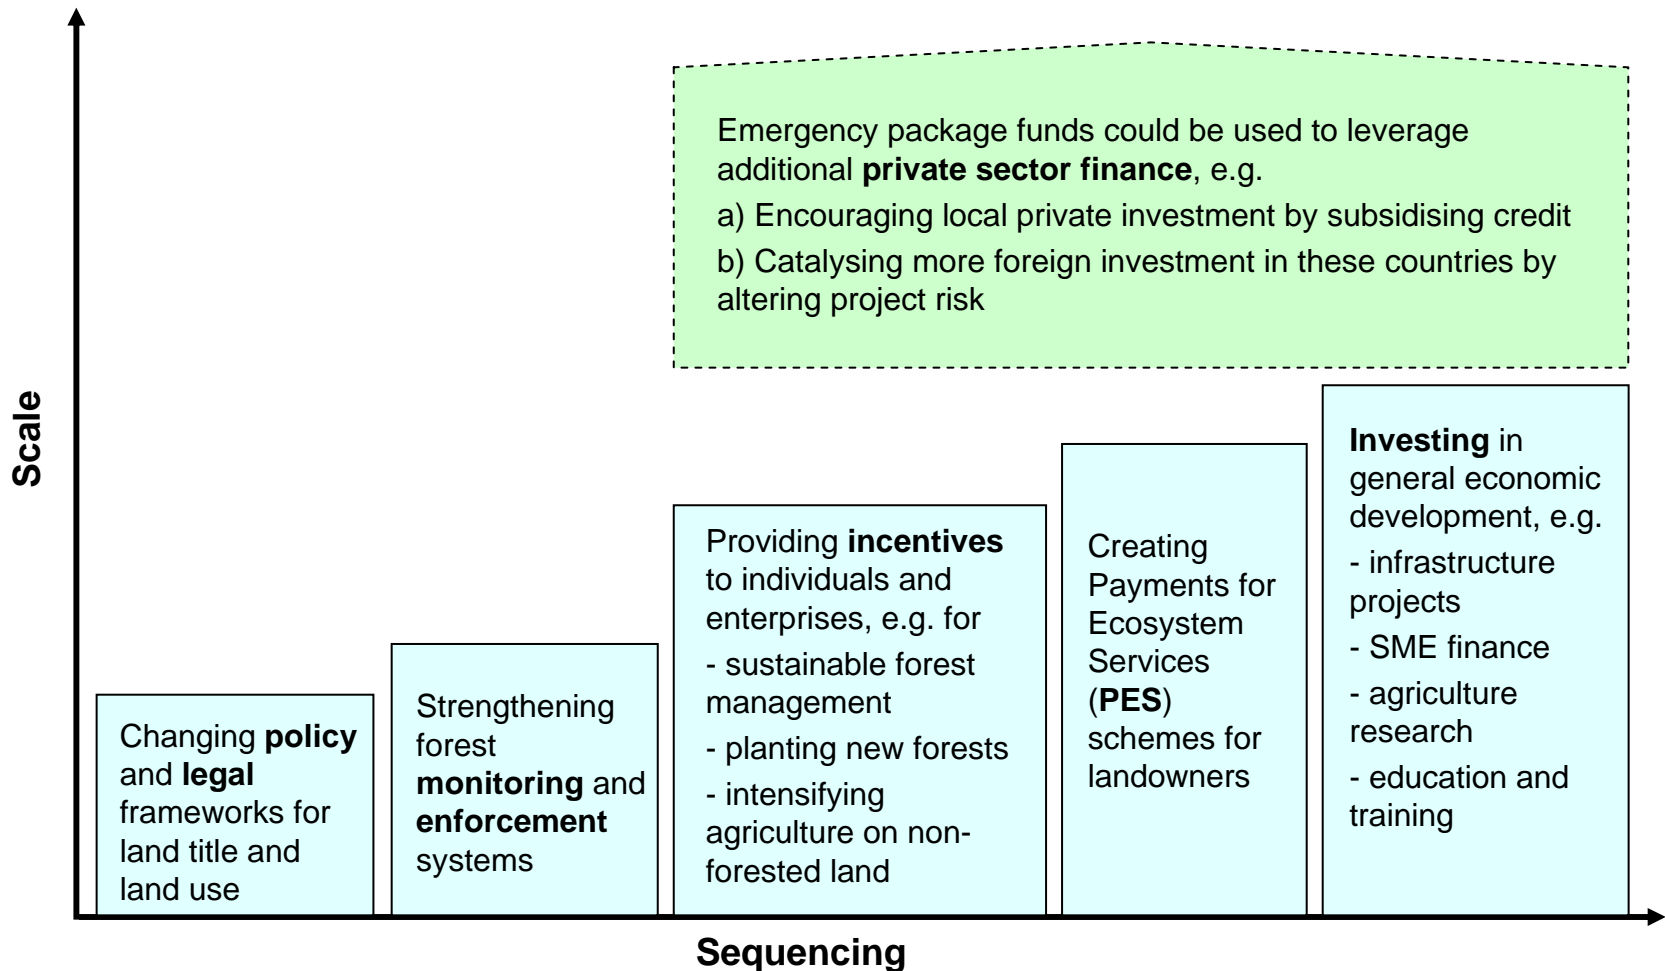 Emergency package funds could be used to leverage
additional private sector finance, e.g.
a) Encouraging local private investment by subsidising credit
b) Catalysing more foreign investment in these countries by
altering project risk
Scale
Changing policy
and legal
frameworks for
land title and
land use
Strengthening
forest
monitoring and
enforcement
systems
Providing incentives
to individuals and
enterprises, e.g. for
- sustainable forest
management
- planting new forests
- intensifying
agriculture on non-
forested land
Creating
Payments for
Ecosystem
Services
(PES)
schemes for
landowners
Investing in
general economic
development, e.g.
- infrastructure
projects
- SME finance
- agriculture
research
- education and
training
Sequencing